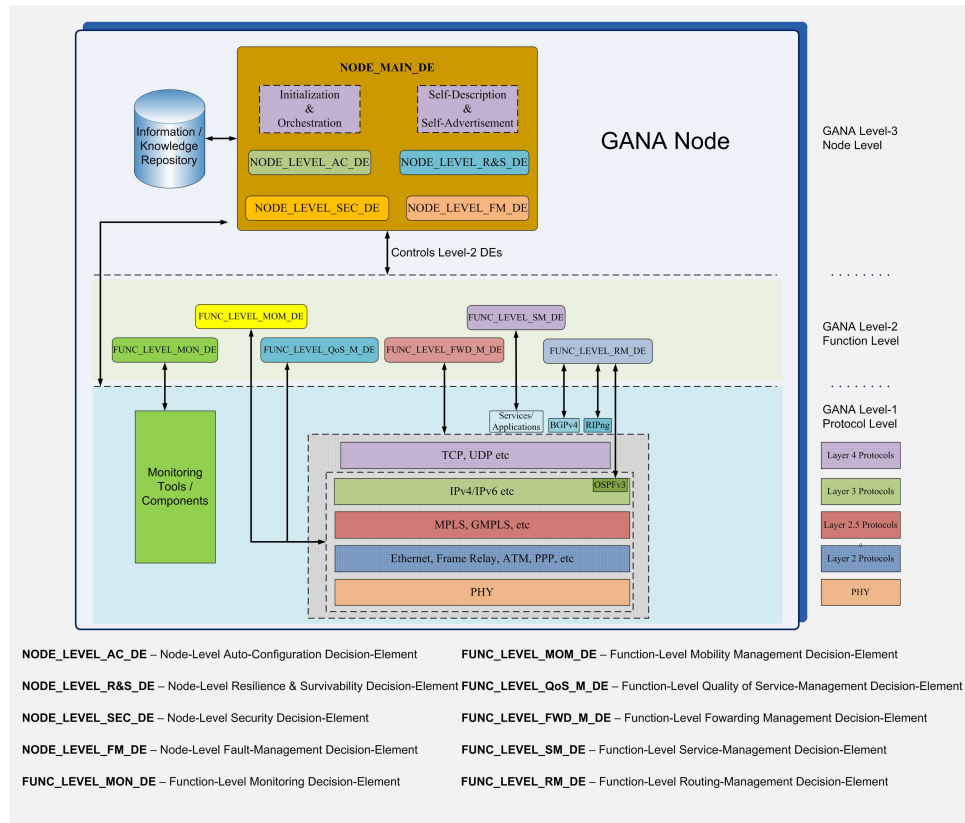 NODE_MAIN_DE
Initialization
&
Orchestration
Self-Description
&
Self-Advertisement
Information /
Knowledge
Repository
GANA Node
GANA Level-3
Node Level
NODE_LEVEL_AC_DE
NODE_LEVEL_R&S_DE
NODE_LEVEL_SEC_DE
NODE_LEVEL_FM_DE
Controls Level-2 DEs
. . . . . . . .
FUNC_LEVEL_MOM_DE
FUNC_LEVEL_SM_DE
GANA Level-2
Function Level
FUNC_LEVEL_MON_DE
FUNC_LEVEL_QoS_M_DE
FUNC_LEVEL_FWD_M_DE
FUNC_LEVEL_RM_DE
. . . . . . . .
GANA Level-1
Protocol Level
Services/
Applications
BGPv4
RIPng
Monitoring
Tools /
Components
TCP, UDP etc
Layer 4 Protocols
IPv4/IPv6 etc
OSPFv3
Layer 3 Protocols
MPLS, GMPLS, etc
Layer 2.5 Protocols
Ethernet, Frame Relay, ATM, PPP, etc
Layer 2 Protocols
PHY
PHY
NODE_LEVEL_AC_DE – Node-Level Auto-Configuration Decision-Element
NODE_LEVEL_R&S_DE – Node-Level Resilience & Survivability Decision-Element
NODE_LEVEL_SEC_DE – Node-Level Security Decision-Element
NODE_LEVEL_FM_DE – Node-Level Fault-Management Decision-Element
FUNC_LEVEL_MON_DE – Function-Level Monitoring Decision-Element
FUNC_LEVEL_MOM_DE – Function-Level Mobility Management Decision-Element
FUNC_LEVEL_QoS_M_DE – Function-Level Quality of Service-Management Decision-Element
FUNC_LEVEL_FWD_M_DE – Function-Level Fowarding Management Decision-Element
FUNC_LEVEL_SM_DE – Function-Level Service-Management Decision-Element
FUNC_LEVEL_RM_DE – Function-Level Routing-Management Decision-Element